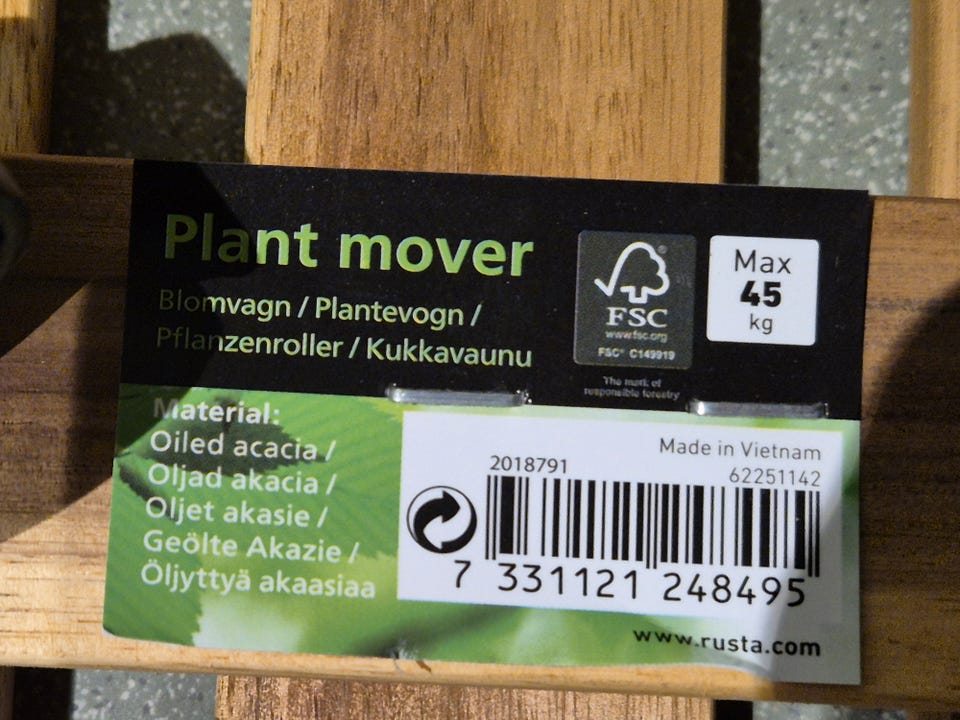 Plant mover
Blomvagn / Plantevogn /
Pflanzenroller / Kukkavaunu
FSC
www.fsc.org
FSC® C149919
The mark of
responsible forestry
Max
45
kg
Material:
Oiled acacia /
Oljad akacia /
Oljet akasie /
Geölte Akazie /
Öljyttyä akaasiaa
Made in Vietnam
2018791
62251142
7 331121 248495
www.rusta.com